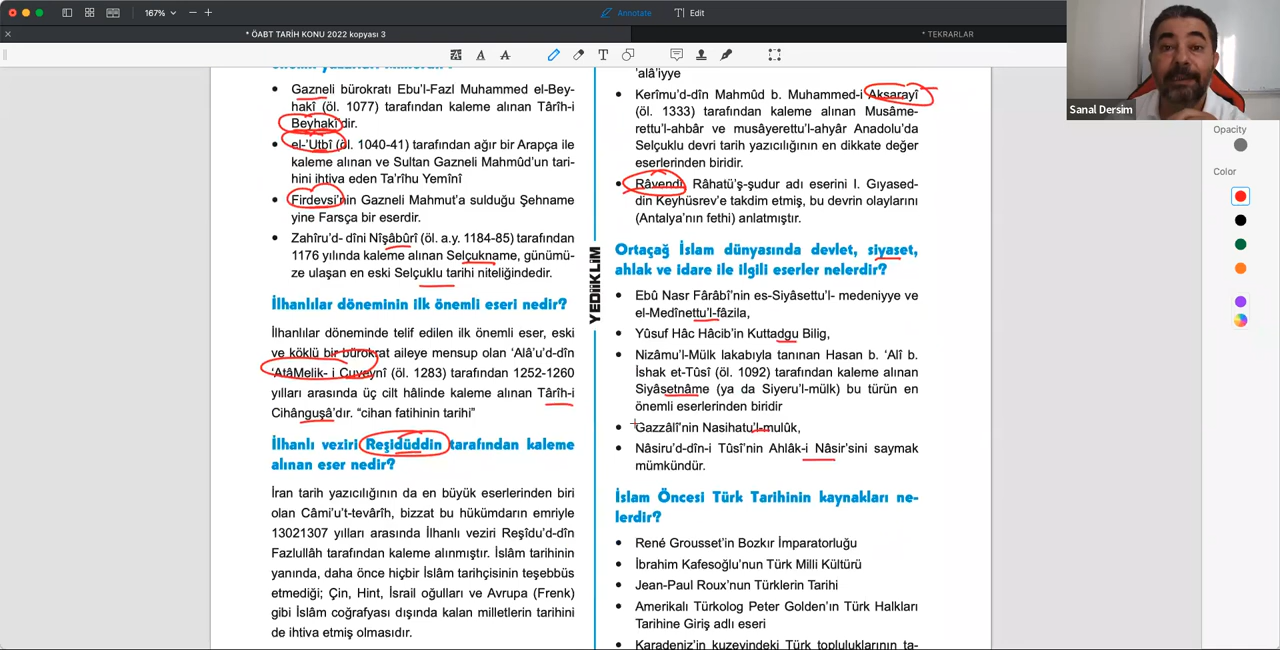 167%
Annotate
Edit
* ÖABT TARİH KONU 2022 kopyası 3
* TEKRARLAR
Sanal Dersim
Opacity
Color
Gazneli bürokratı Ebu'l-Fazl Muhammed el-Bey-
hakî (öl. 1077) tarafından kaleme alınan Târîh-i
Beyhakî'dir.
el-'Utbî (öl. 1040-41) tarafından ağır bir Arapça ile
kaleme alınan ve Sultan Gazneli Mahmûd'un tari-
hini ihtiva eden Ta'rîhu Yemînî
Firdevsi'nin Gazneli Mahmut'a sulduğu Şehname
yine Farsça bir eserdir.
Zahîru'd- dîni Nîşâbûrî (öl. a.y. 1184-85) tarafından
1176 yılında kaleme alınan Selçukname, günümü-
ze ulaşan en eski Selçuklu tarihi niteliğindedir.
İlhanlılar döneminin ilk önemli eseri nedir?
İlhanlılar döneminde telif edilen ilk önemli eser, eski
ve köklü bir bürokrat aileye mensup olan 'Alâ'u'd-dîn
'AtâMelik- i Cuveynî (öl. 1283) tarafından 1252-1260
yılları arasında üç cilt hâlinde kaleme alınan Târîh-i
Cihânguşâ'dır. “cihan fatihinin tarihi”
İlhanlı veziri Reşidüddin tarafından kaleme
alınan eser nedir?
İran tarih yazıcılığının da en büyük eserlerinden biri
olan Câmi'u't-tevârîh, bizzat bu hükümdarın emriyle
13021307 yılları arasında İlhanlı veziri Reşîdu'd-dîn
Fazlullâh tarafından kaleme alınmıştır. İslâm tarihinin
yanında, daha önce hiçbir İslâm tarihçisinin teşebbüs
etmediği; Çin, Hint, İsrail oğulları ve Avrupa (Frenk)
gibi İslâm coğrafyası dışında kalan milletlerin tarihini
de ihtiva etmiş olmasıdır.
YEDİİKLİM
'alâ'iyye
Kerîmu'd-dîn Mahmûd b. Muhammed-i Aksarayî
(öl. 1333) tarafından kaleme alınan Musâme-
rettu'l-ahbâr ve musâyerettu'l-ahyâr Anadolu'da
Selçuklu devri tarih yazıcılığının en dikkate değer
eserlerinden biridir.
Râvendi, Râhatü'ş-şudur adı eserini I. Gıyased-
din Keyhüsrev'e takdim etmiş, bu devrin olaylarını
(Antalya'nın fethi) anlatmıştır.
Ortaçağ İslam dünyasında devlet, siyaset,
ahlak ve idare ile ilgili eserler nelerdir?
Ebû Nasr Fârâbî'nin es-Siyâsettu'l- medeniyye ve
el-Medînettu'l-fâzila,
Yûsuf Hâc Hâcib'in Kuttadgu Bilig,
Nizâmu'l-Mülk lakabıyla tanınan Hasan b. 'Alî b.
İshak et-Tûsî (öl. 1092) tarafından kaleme alınan
Siyâsetnâme (ya da Siyeru'l-mülk) bu türün en
önemli eserlerinden biridir
Gazzâlî'nin Nasihatu'l-mulûk,
Nâsiru'd-dîn-i Tûsî'nin Ahlâk-i Nâsir'sini saymak
mümkündür.
İslam Öncesi Türk Tarihinin kaynakları ne-
lerdir?
René Grousset'in Bozkır İmparatorluğu
İbrahim Kafesoğlu'nun Türk Milli Kültürü
Jean-Paul Roux'nun Türklerin Tarihi
Amerikalı Türkolog Peter Golden'ın Türk Halkları
Tarihine Giriş adlı eseri
Karadeniz'in kuzeyindeki Türk topluluklarının ta-